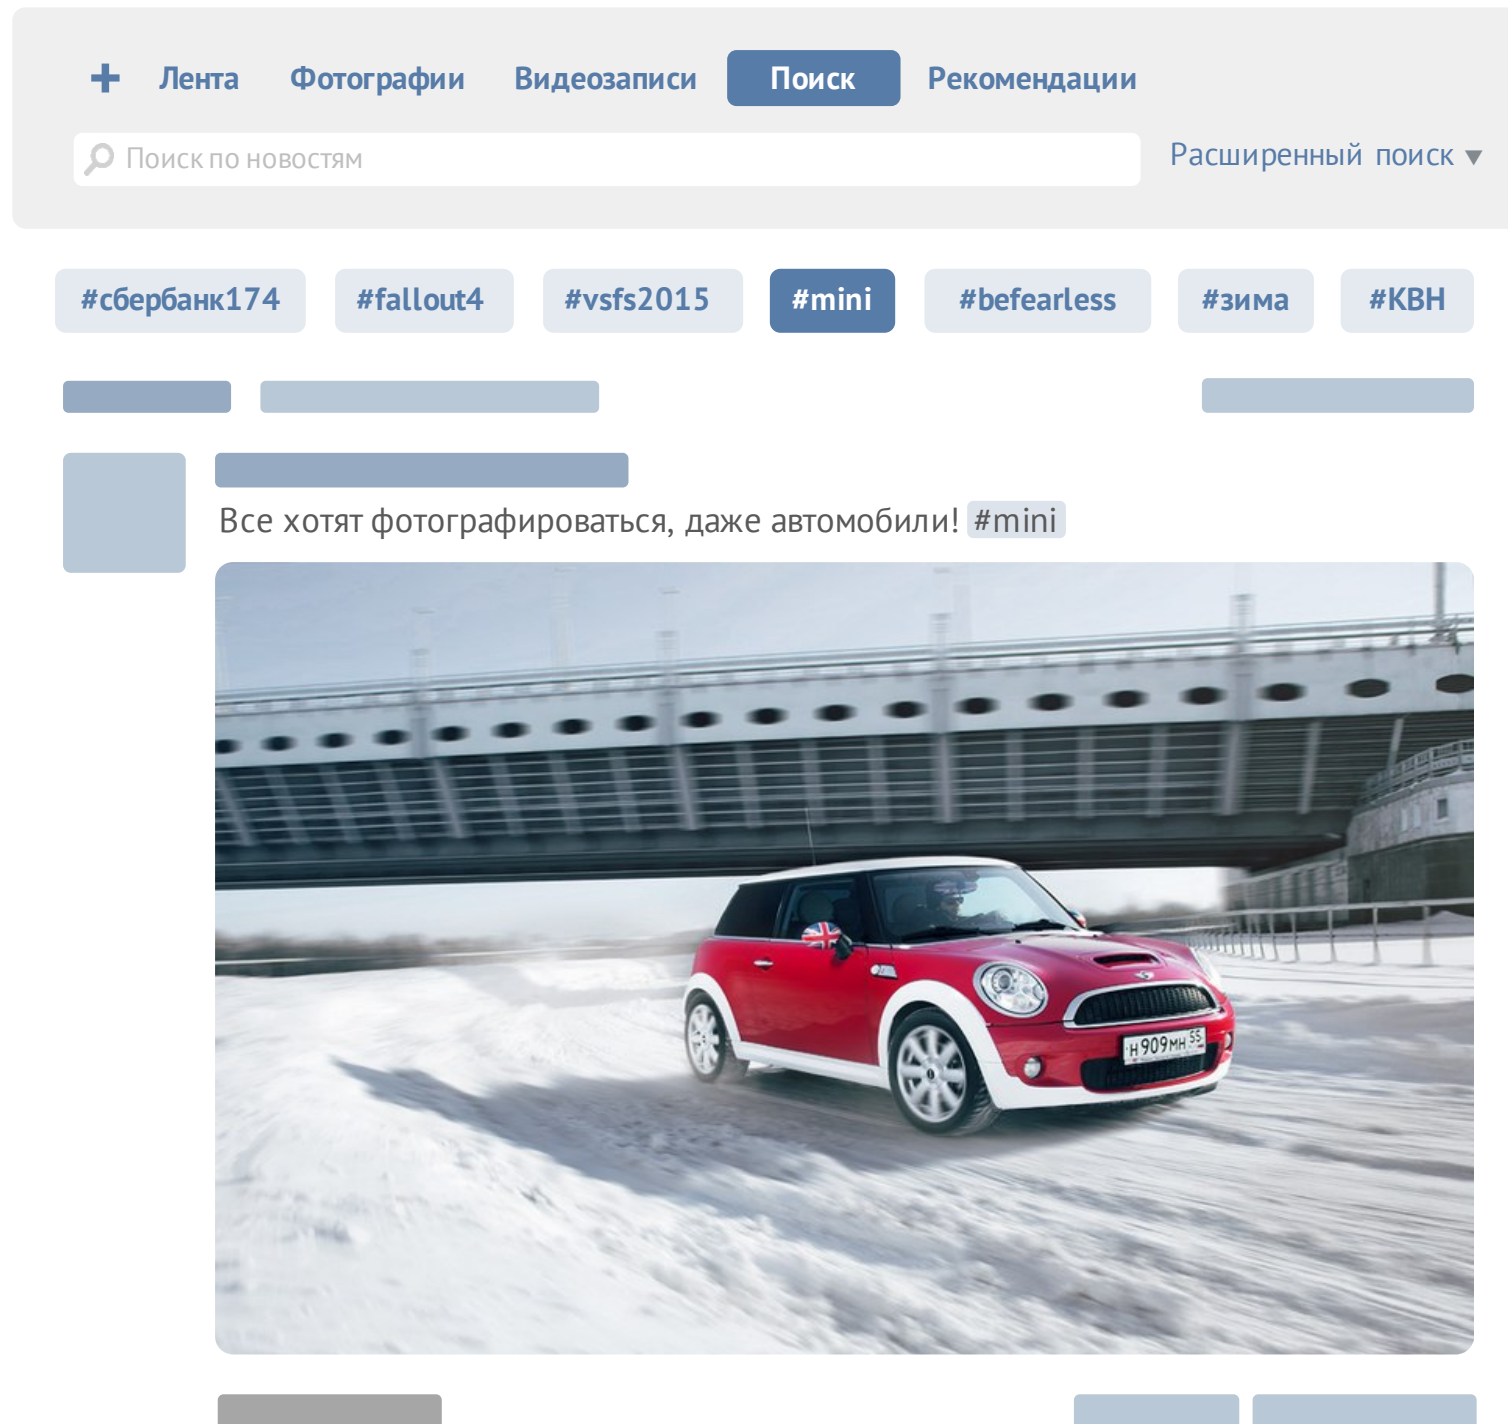 Лента Фотографии Видеозаписи Поиск Рекомендации
Поиск по новостям
Расширенный поиск
#сбербанк174 #fallout4 #vsfs2015 #mini #befearless #зима #КВН
Все хотят фотографироваться, даже автомобили! #mini
Н909МН 55